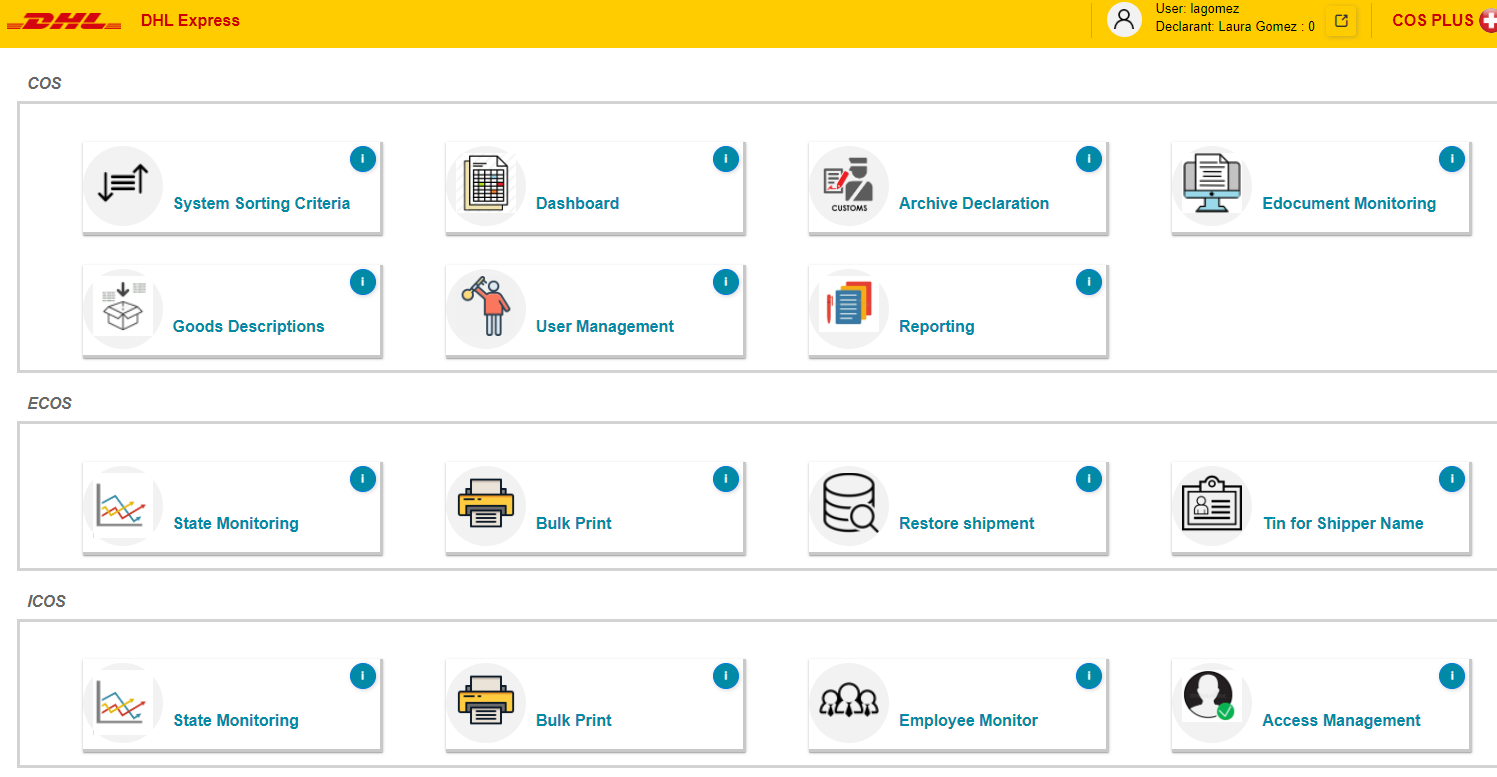 DHL DHL Express
User: lagomez
Declarant: Laura Gomez : 0
COS PLUS
COS
i i i i
System Sorting Criteria Dashboard CUSTOMS Archive Declaration Edocument Monitoring
i i i
Goods Descriptions User Management Reporting
ECOS
i i i i
State Monitoring Bulk Print Restore shipment Tin for Shipper Name
ICOS
i i i i
State Monitoring Bulk Print Employee Monitor Access Management